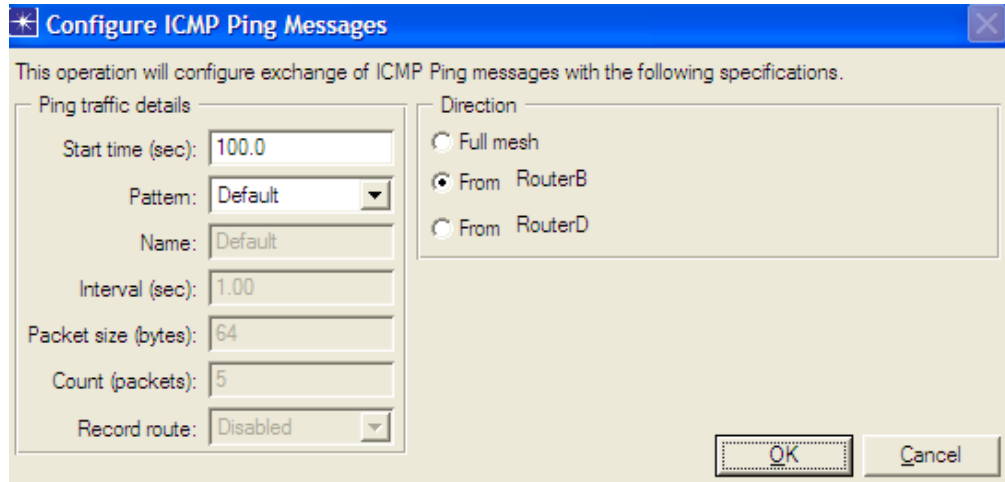 Configure ICMP Ping Messages
This operation will configure exchange of ICMP Ping messages with the following specifications.
Ping traffic details
Start time (sec): 100.0
Pattern: Default
Name: Default
Interval (sec): 1.00
Packet size (bytes): 64
Count (packets): 5
Record route: Disabled
Direction
Full mesh
From RouterB
From RouterD
OK Cancel